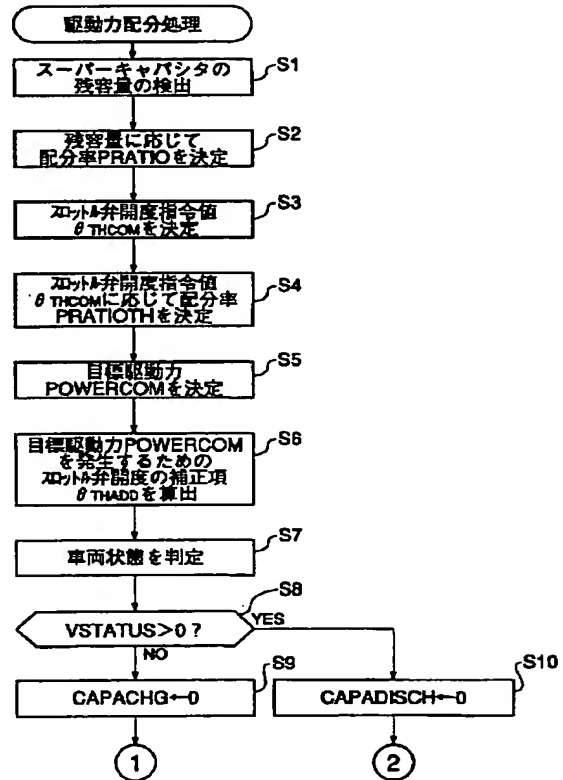 駆動力配分処理
スーパーキャパシタの
残容量の検出
S1
残容量に応じて
配分率PRATIOを決定
S2
スロットル弁開度指令値
θTHCOMを決定
S3
スロットル弁開度指令値
θTHCOMに応じて配分率
PRATIOTHを決定
S4
目標駆動力
POWERCOMを決定
S5
目標駆動力POWERCOM
を発生するための
スロットル弁開度の補正項
θTHADDを算出
S6
車両状態を判定
S7
VSTATUS>0?
S8
YES
NO
CAPACHG←0
S9
CAPADISCH←0
S10
1
2